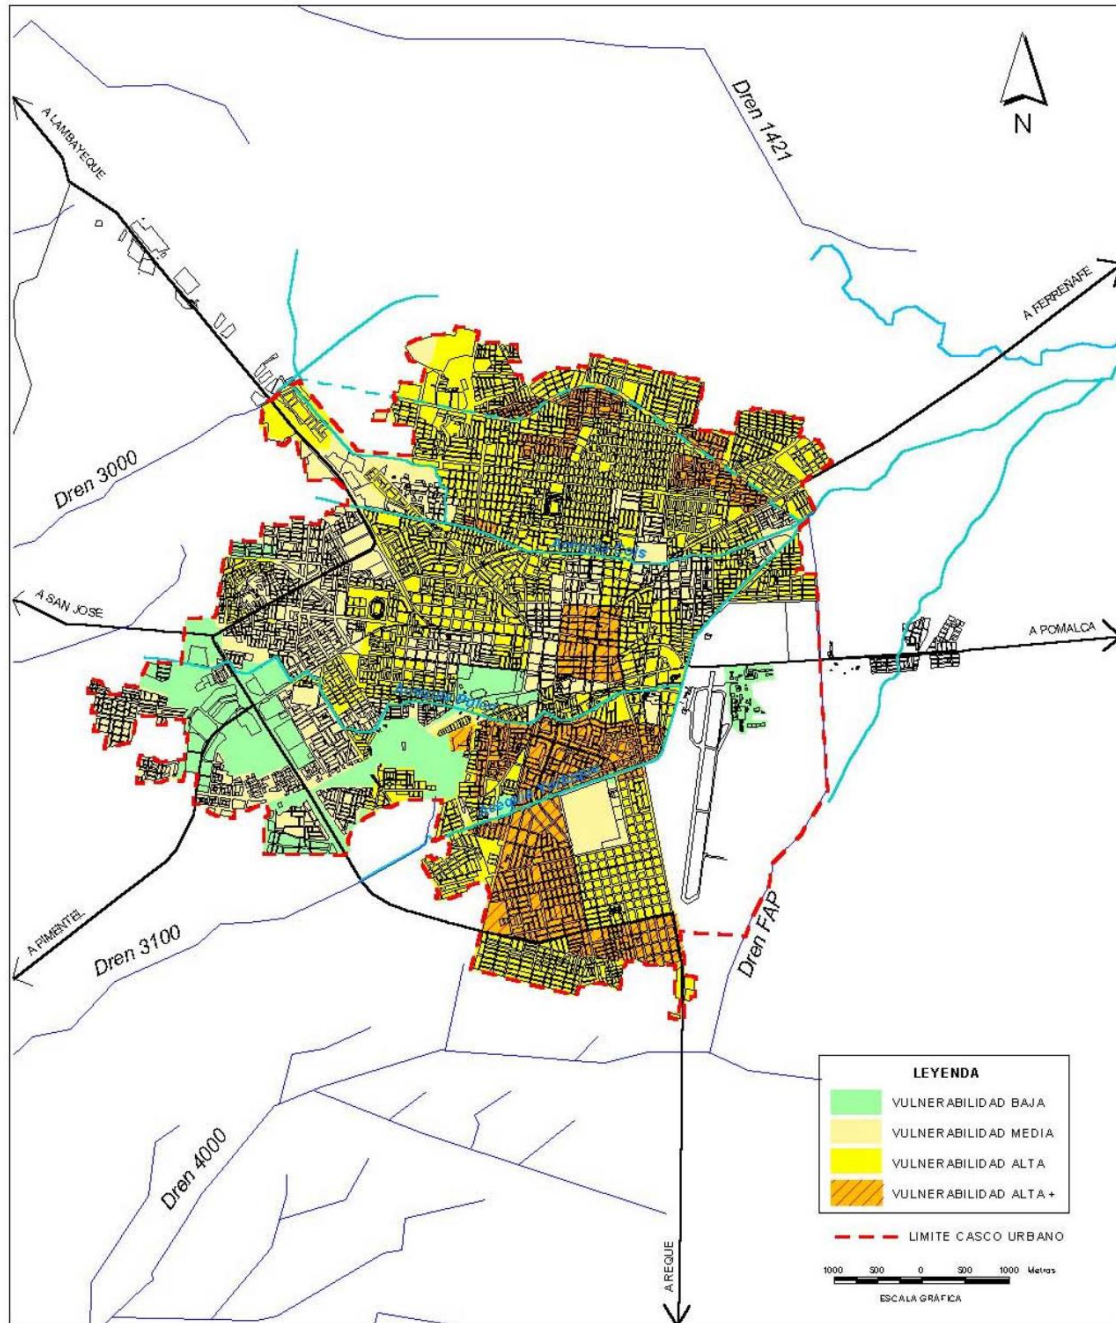 N
Dren 1421
A LAMBAYEQUE
A FERREÑAFE
Dren 3000
A SAN JOSE
A POMALCA
A PIMENTEL
Dren 3100
Dren FAP
Dren 4000
A REQUE
LEYENDA
VULNERABILIDAD BAJA
VULNERABILIDAD MEDIA
VULNERABILIDAD ALTA
VULNERABILIDAD ALTA +
LIMITE CASCO URBANO
1000 500 0 500 1000 Metros
ESCALA GRÁFICA